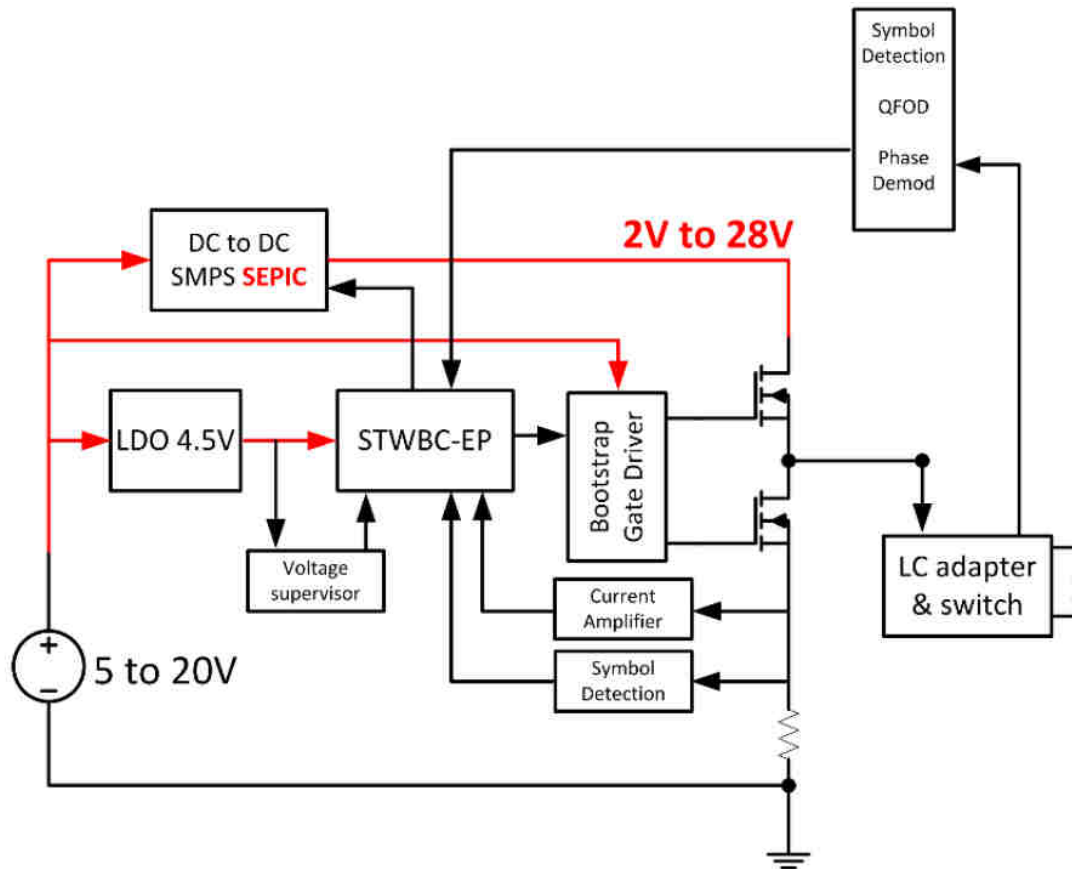 Symbol
Detection
QFOD
Phase
Demod
2V to 28V
DC to DC
SMPS SEPIC
LDO 4.5V
STWBC-EP
Bootstrap
Gate Driver
Voltage
supervisor
Current
Amplifier
LC adapter
& switch
+
−
5 to 20V
Symbol
Detection